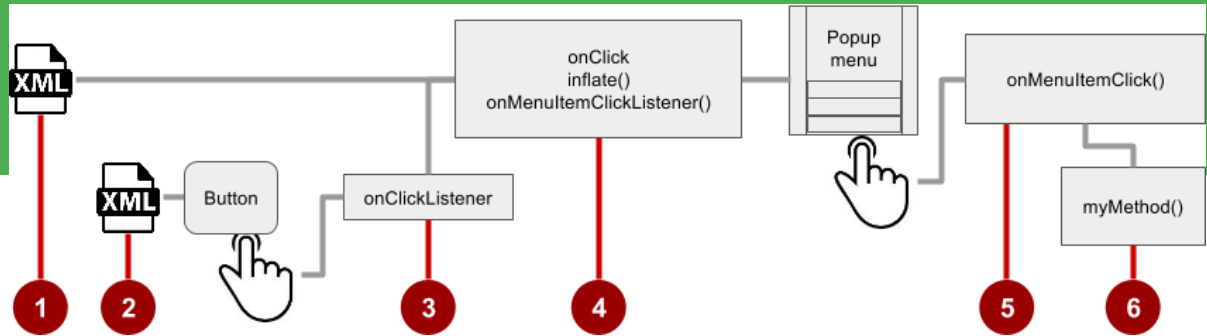 XML
onClick
inflate()
onMenuItemClickListener()
Popup
menu
onMenuItemClick()
XML
Button
onClickListener
myMethod()
1
2
3
4
5
6